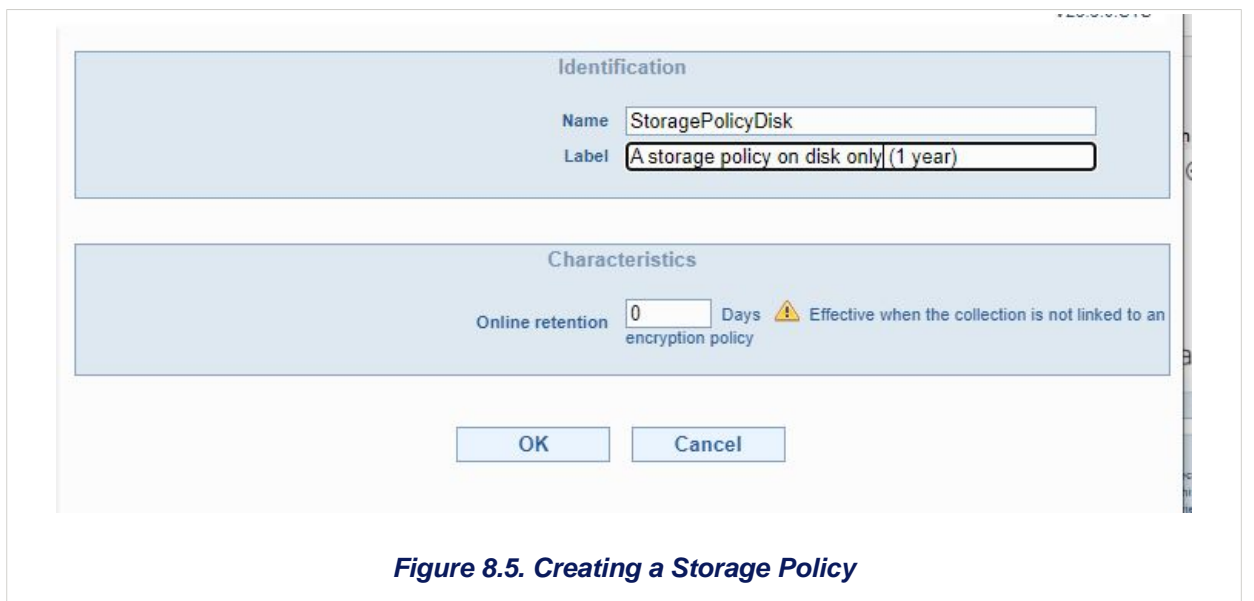 Identification
Name StoragePolicyDisk
Label A storage policy on disk only (1 year)
Characteristics
Online retention 0 Days Effective when the collection is not linked to an
encryption policy
OK Cancel
Figure 8.5. Creating a Storage Policy